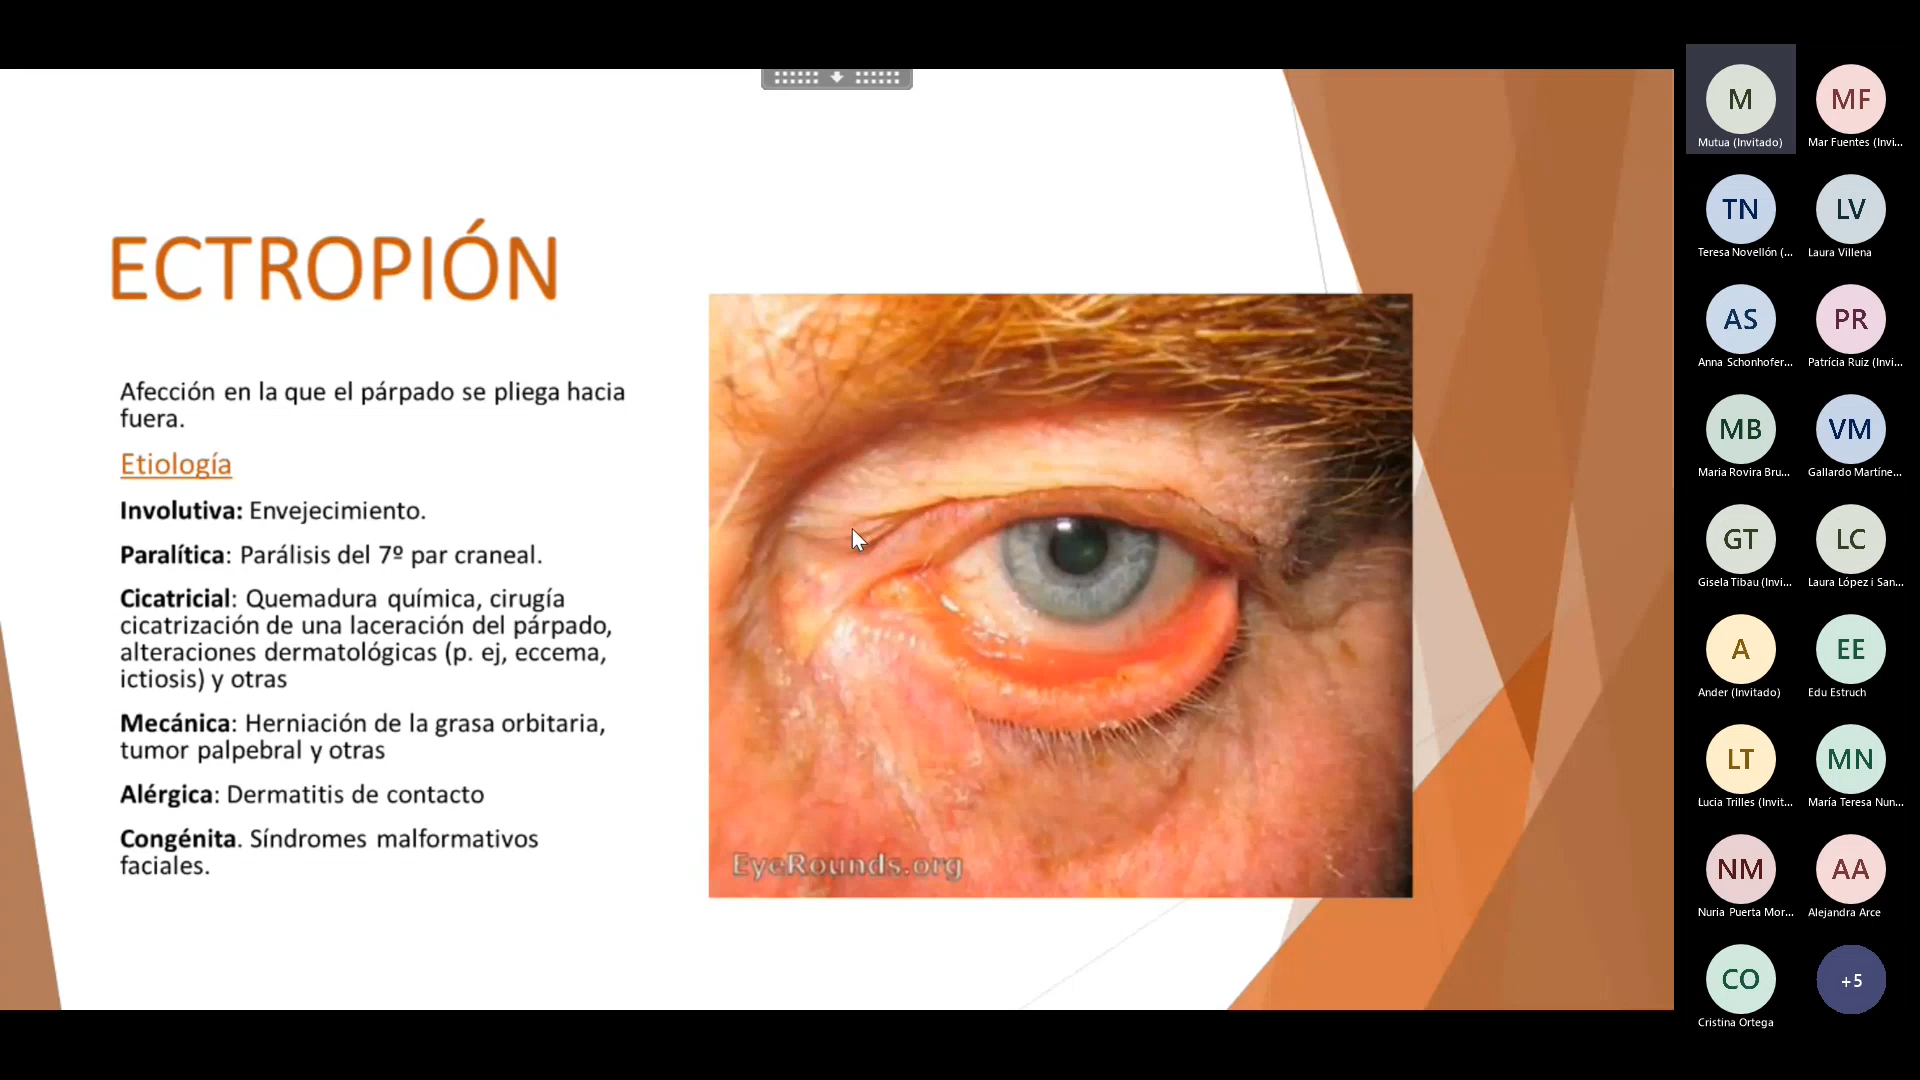 ECTROPIÓN
Afección en la que el párpado se pliega hacia
fuera.
Etiología
Involutiva: Envejecimiento.
Paralítica: Parálisis del 7º par craneal.
Cicatricial: Quemadura química, cirugía
cicatrización de una laceración del párpado,
alteraciones dermatológicas (p. ej, eccema,
ictiosis) y otras
Mecánica: Herniación de la grasa orbitaria,
tumor palpebral y otras
Alérgica: Dermatitis de contacto
Congénita. Síndromes malformativos
faciales.
EyeRounds.org
M
Mutua (Invitado)
MF
Mar Fuentes (Invi...
TN
Teresa Novellón (...
LV
Laura Villena
AS
Anna Schonhofer...
PR
Patrícia Ruiz (Invi...
MB
Maria Rovira Bru...
VM
Gallardo Martíne...
GT
Gisela Tibau (Invi...
LC
Laura López i San...
A
Ander (Invitado)
EE
Edu Estruch
LT
Lucia Trilles (Invit...
MN
María Teresa Nun...
NM
Nuria Puerta Mor...
AA
Alejandra Arce
CO
Cristina Ortega
+5